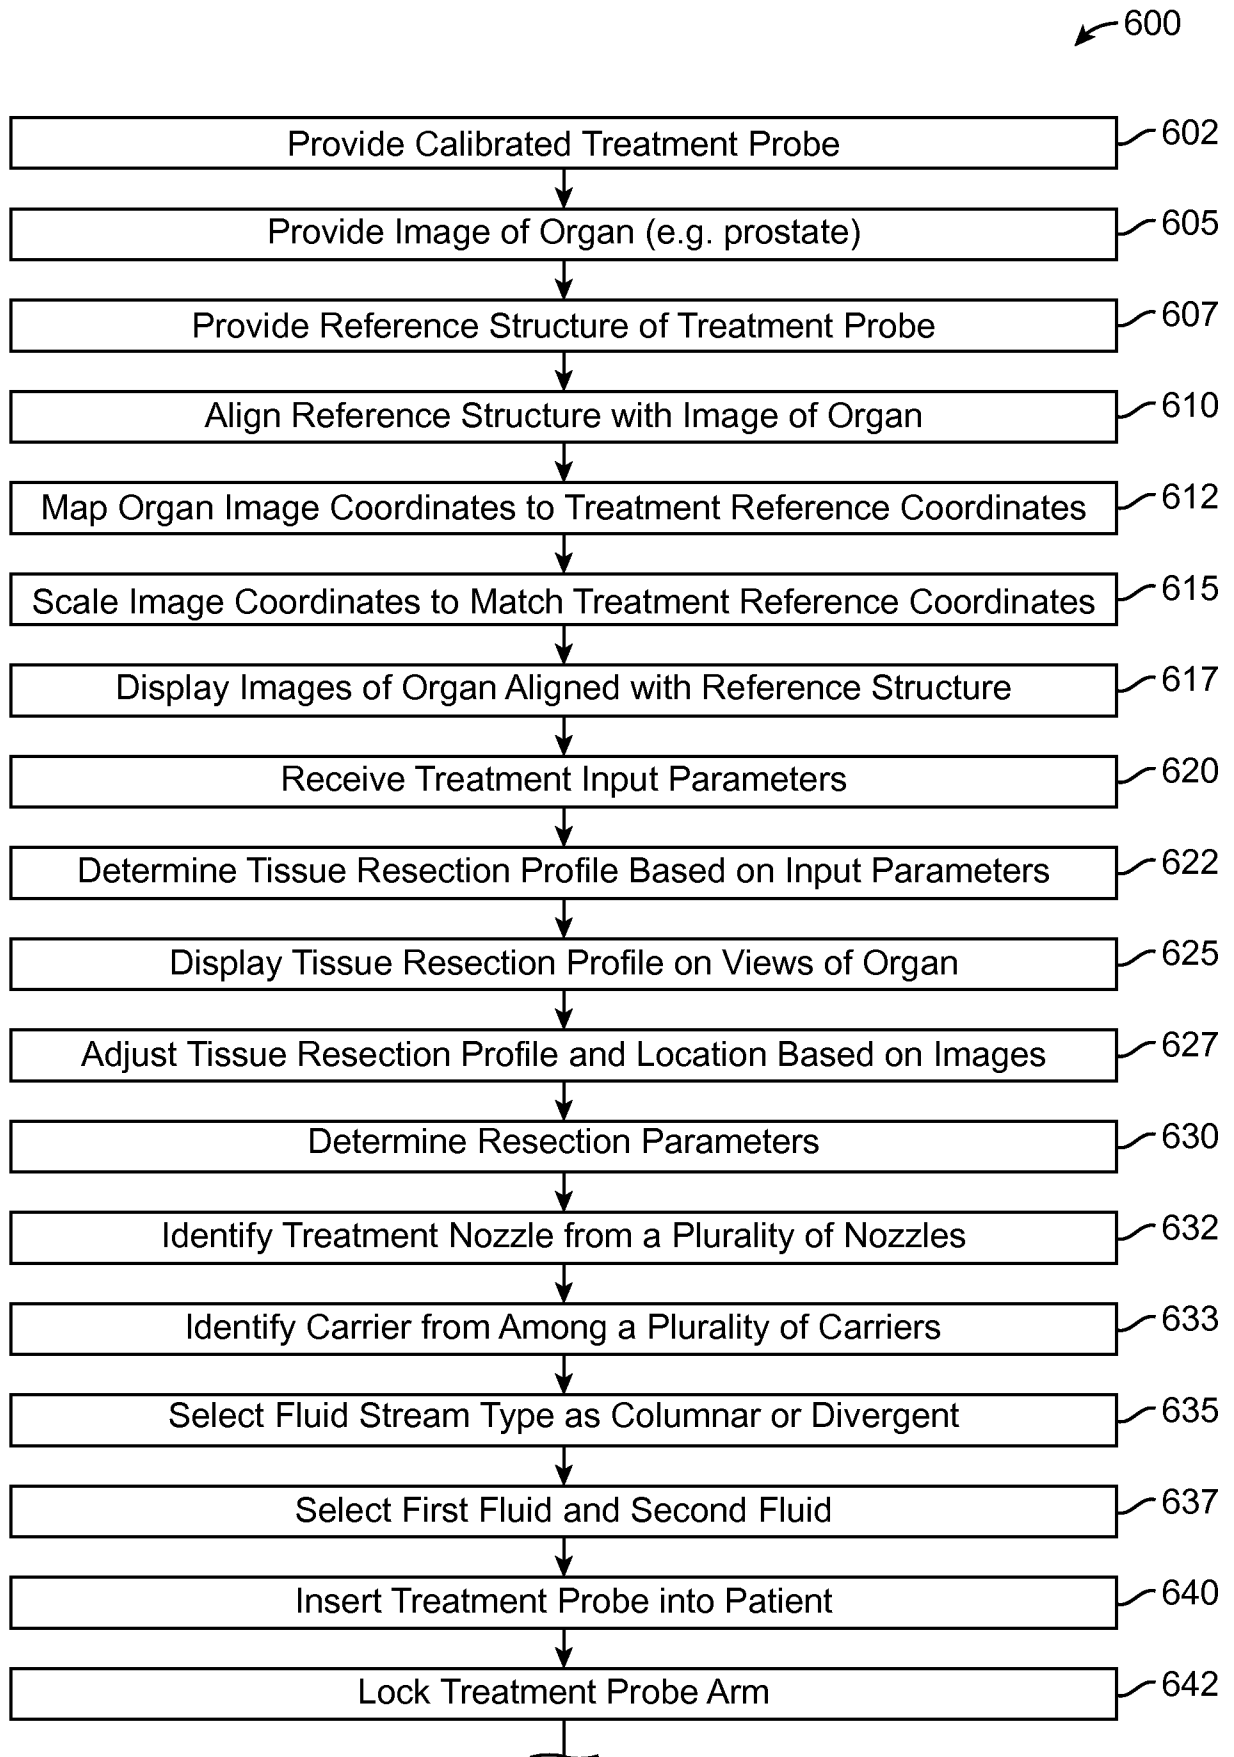 600
Provide Calibrated Treatment Probe 602
Provide Image of Organ (e.g. prostate) 605
Provide Reference Structure of Treatment Probe 607
Align Reference Structure with Image of Organ 610
Map Organ Image Coordinates to Treatment Reference Coordinates 612
Scale Image Coordinates to Match Treatment Reference Coordinates 615
Display Images of Organ Aligned with Reference Structure 617
Receive Treatment Input Parameters 620
Determine Tissue Resection Profile Based on Input Parameters 622
Display Tissue Resection Profile on Views of Organ 625
Adjust Tissue Resection Profile and Location Based on Images 627
Determine Resection Parameters 630
Identify Treatment Nozzle from a Plurality of Nozzles 632
Identify Carrier from Among a Plurality of Carriers 633
Select Fluid Stream Type as Columnar or Divergent 635
Select First Fluid and Second Fluid 637
Insert Treatment Probe into Patient 640
Lock Treatment Probe Arm 642